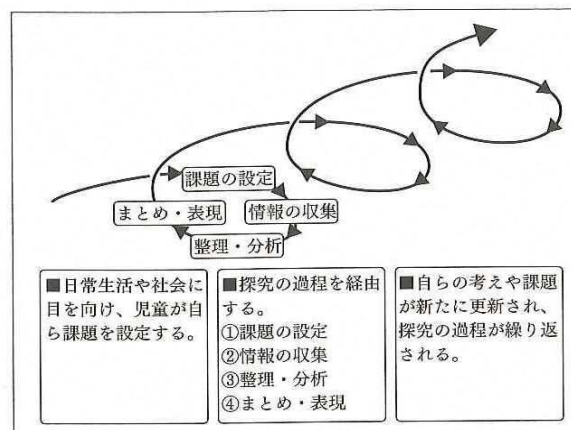 課題の設定
まとめ・表現
情報の収集
整理・分析
■日常生活や社会に
目を向け、児童が自
ら課題を設定する。
■探究の過程を経由
する。
①課題の設定
②情報の収集
③整理・分析
④まとめ・表現
■自らの考えや課題
が新たに更新され、
探究の過程が繰り返
される。